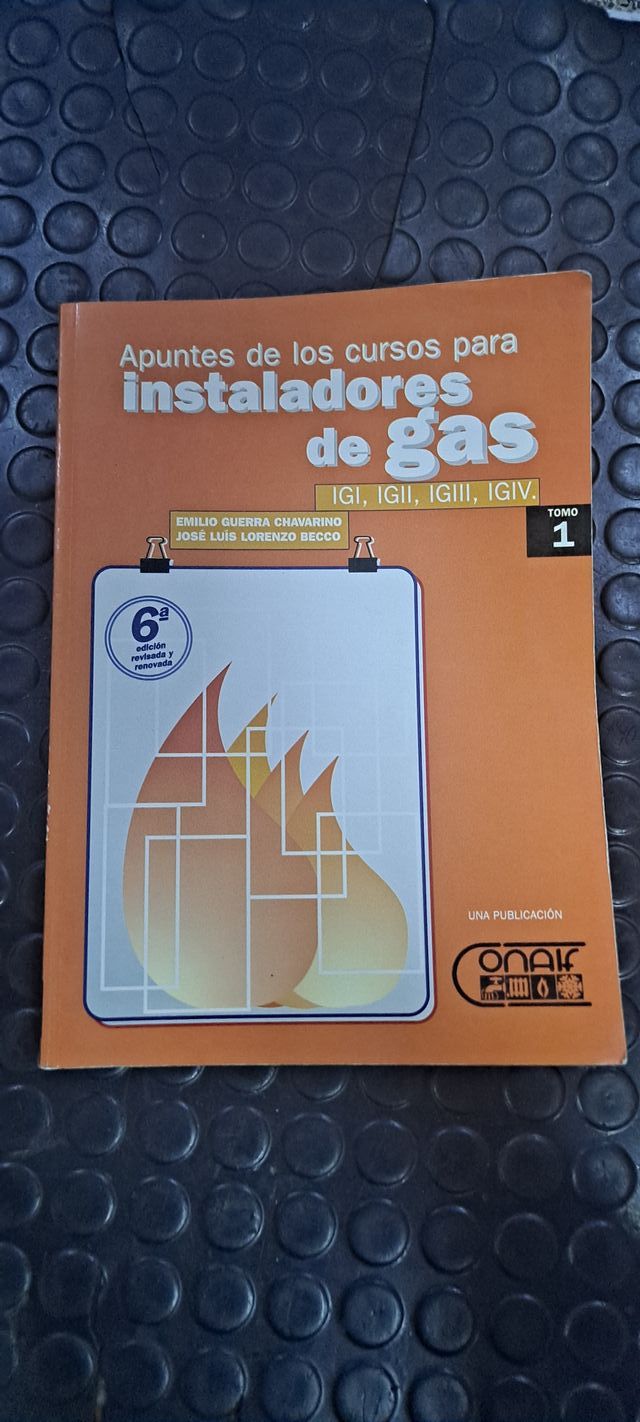 Apuntes de los cursos para
instaladores
de gas
IGI, IGII, IGIII, IGIV.
TOMO
1
EMILIO GUERRA CHAVARINO
JOSÉ LUÍS LORENZO BECCO
6ª
edición
revisada y
renovada
UNA PUBLICACIÓN
CONAIF